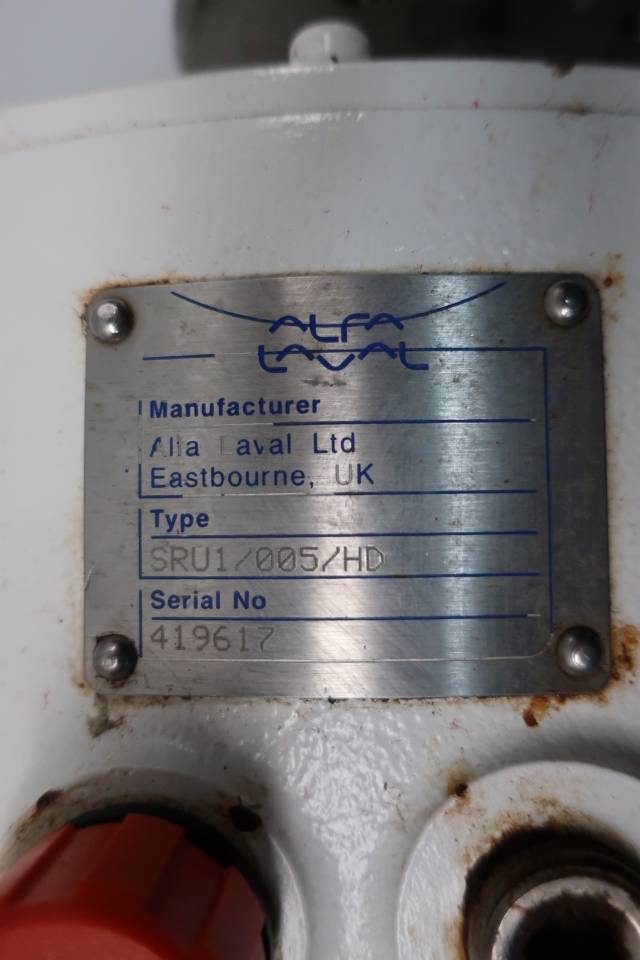 ALFA
LAVAL
Manufacturer
Alfa Laval Ltd
Eastbourne, UK
Type
SRU1/005/HD
Serial No
419617